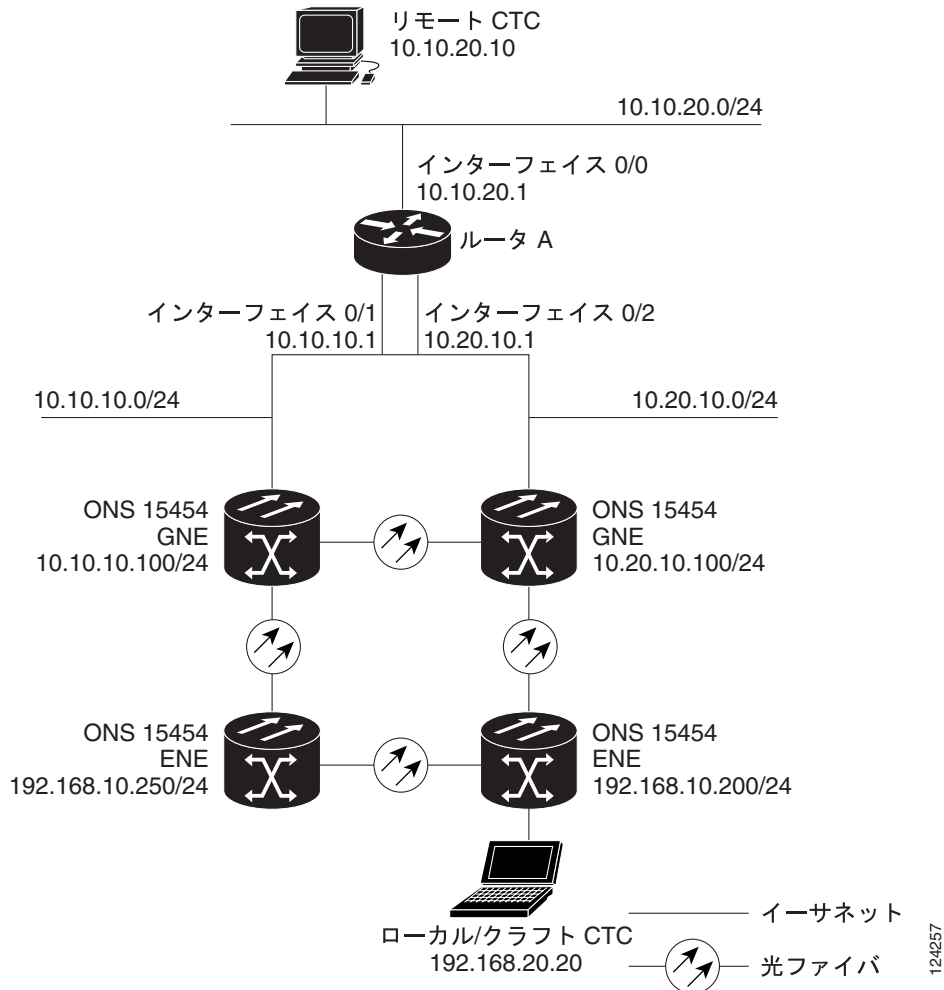 リモート CTC
10.10.20.10
10.10.20.0/24
インターフェイス 0/0
10.10.20.1
ルータ A
インターフェイス 0/1
10.10.10.1
インターフェイス 0/2
10.20.10.1
10.10.10.0/24
10.20.10.0/24
ONS 15454
GNE
10.10.10.100/24
ONS 15454
GNE
10.20.10.100/24
ONS 15454
ENE
192.168.10.250/24
ONS 15454
ENE
192.168.10.200/24
ローカル/クラフト CTC
192.168.20.20
イーサネット
光ファイバ
124257